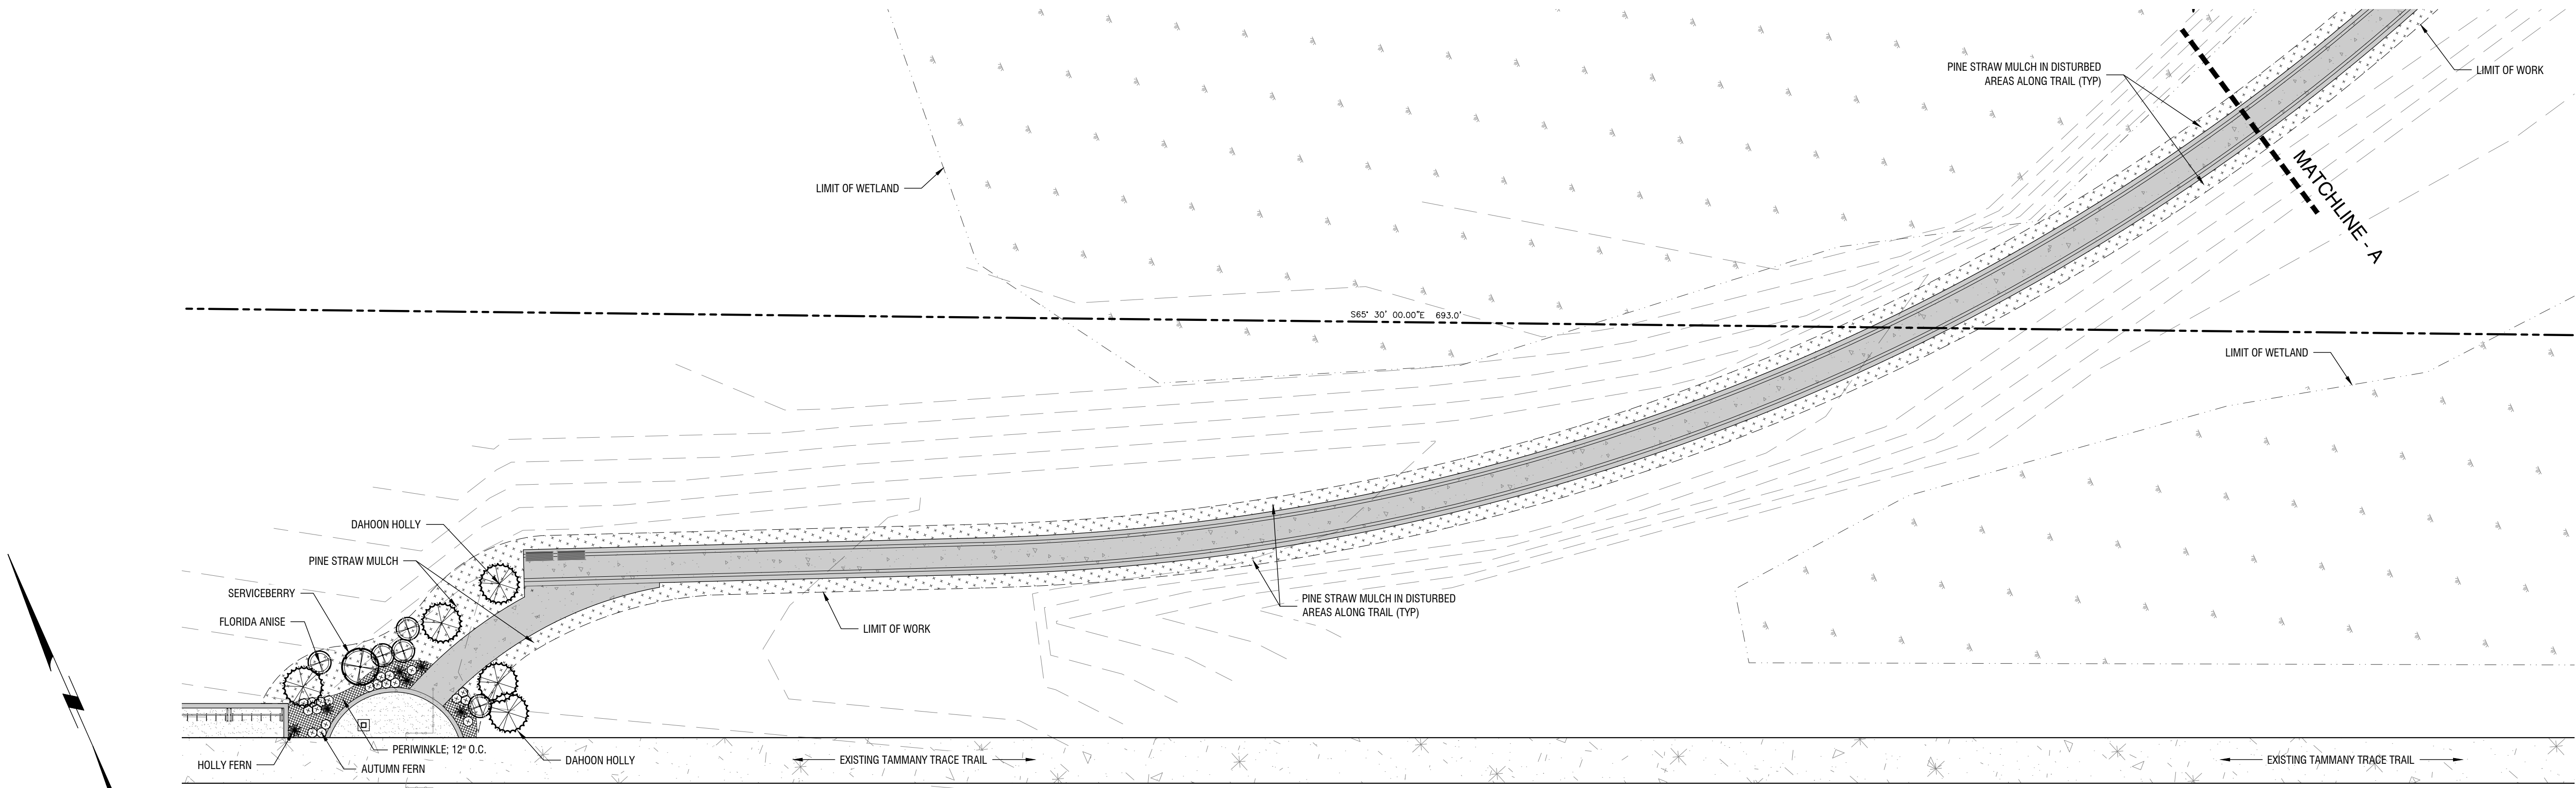 PINE STRAW MULCH IN DISTURBED
AREAS ALONG TRAIL (TYP)
LIMIT OF WORK
MATCHLINE - A
LIMIT OF WETLAND
S65° 30' 00.00"E 693.0'
LIMIT OF WETLAND
DAHOON HOLLY
PINE STRAW MULCH
SERVICEBERRY
FLORIDA ANISE
PINE STRAW MULCH IN DISTURBED
AREAS ALONG TRAIL (TYP)
LIMIT OF WORK
PERIWINKLE; 12" O.C.
HOLLY FERN
AUTUMN FERN
DAHOON HOLLY
EXISTING TAMMANY TRACE TRAIL
EXISTING TAMMANY TRACE TRAIL